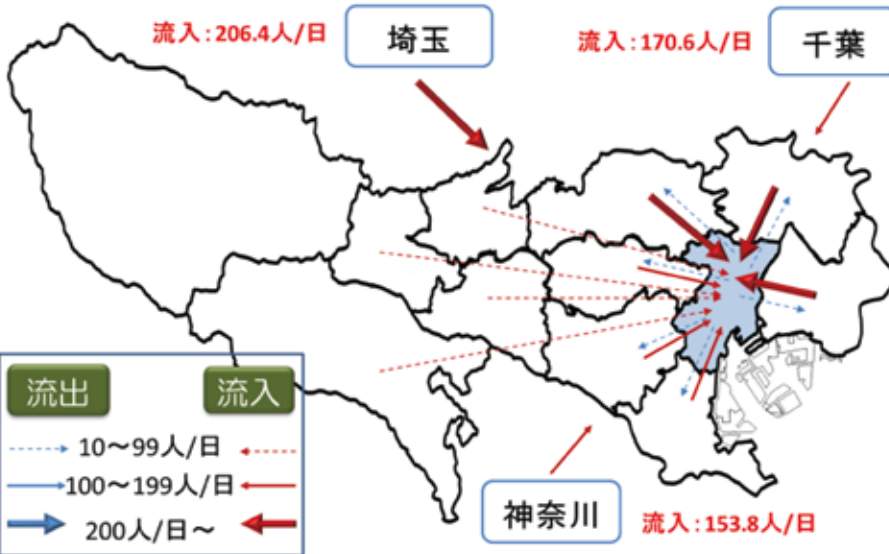 流入:206.4人/日
埼玉
流入:170.6人/日
千葉
流出
流入
10～99人/日
100～199人/日
200人/日～
神奈川
流入:153.8人/日